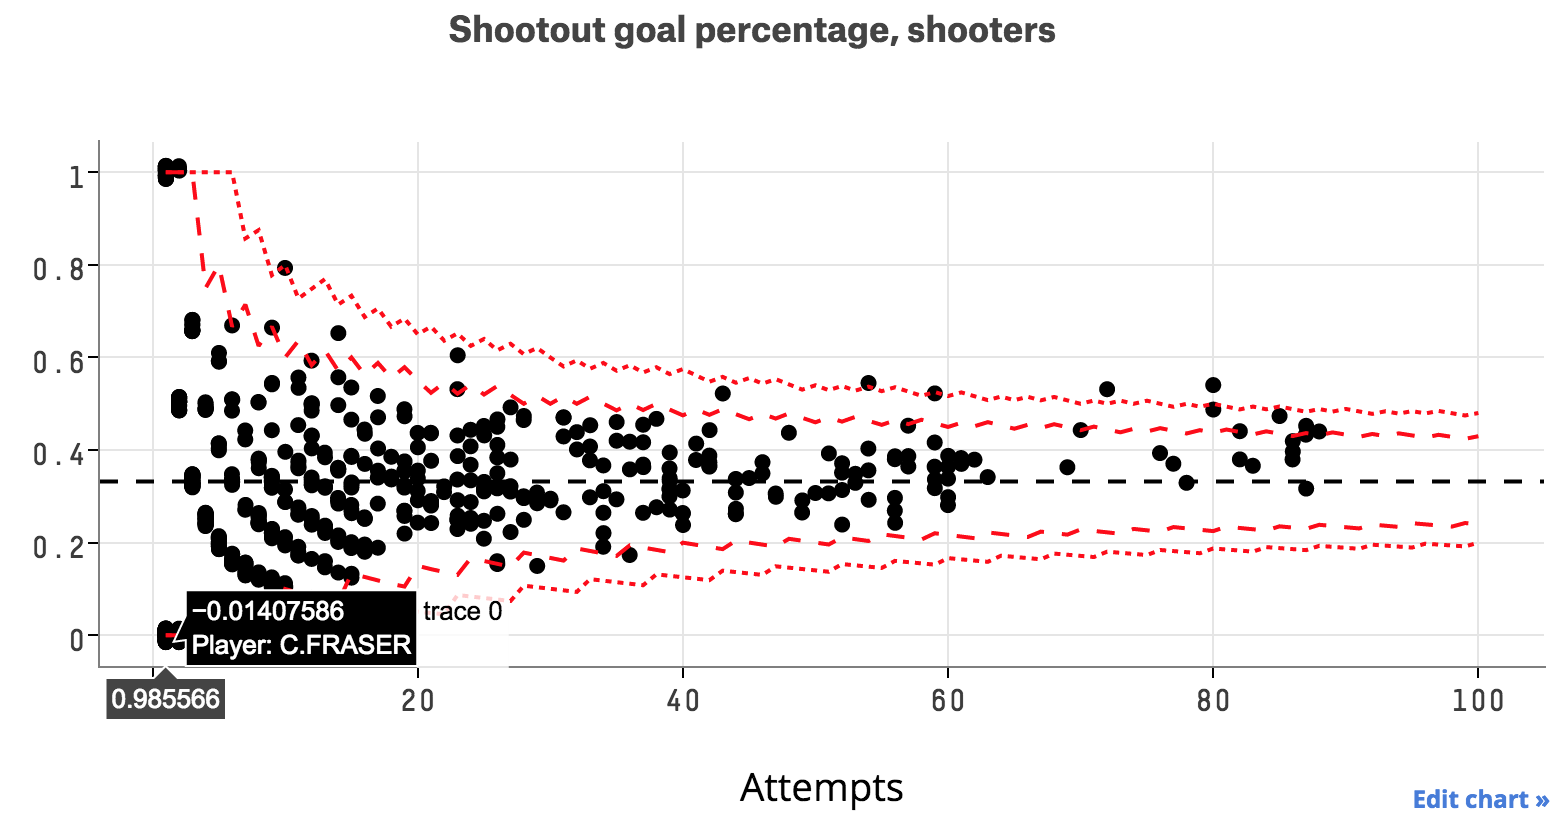 Shootout goal percentage, shooters
1
0.8
0.6
0.4
0.2
0
−0.01407586
Player: C.FRASER
trace 0
0.985566
20
40
60
80
100
Attempts
Edit chart »